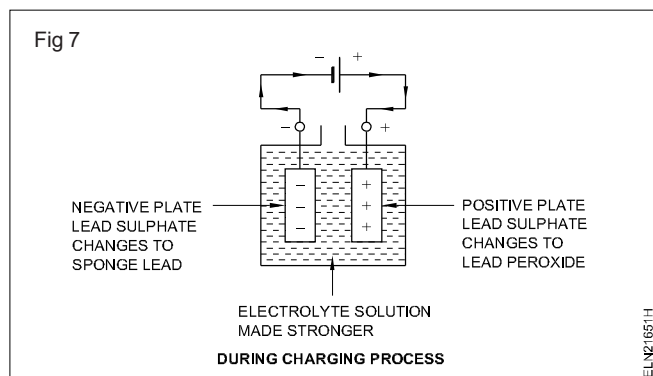 Fig 7
− +
− +
− +
− +
− +
NEGATIVE PLATE
LEAD SULPHATE
CHANGES TO
SPONGE LEAD
POSITIVE PLATE
LEAD SULPHATE
CHANGES TO
LEAD PEROXIDE
ELECTROLYTE SOLUTION
MADE STRONGER
DURING CHARGING PROCESS
ELN21651H